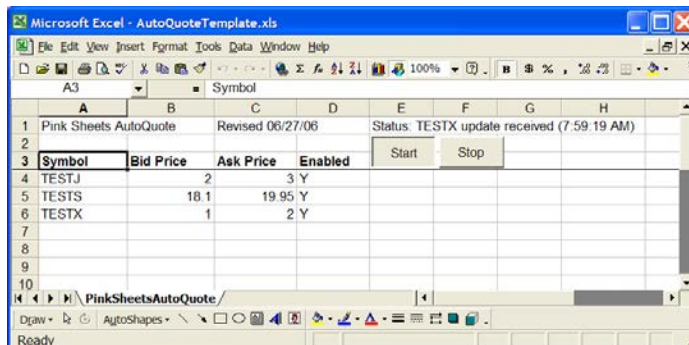 Microsoft Excel - AutoQuoteTemplate.xls
File Edit View Insert Format Tools Data Window Help
100% B $ % ,
A3 Symbol
A B C D E F G H
1 Pink Sheets AutoQuote Revised 06/27/06 Status: TESTX update received (7:59:19 AM)
2 Start Stop
3 Symbol Bid Price Ask Price Enabled
4 TESTJ 2 3 Y
5 TESTS 18.1 19.95 Y
6 TESTX 1 2 Y
7
8
9
10
PinkSheetsAutoQuote
Draw AutoShapes
Ready